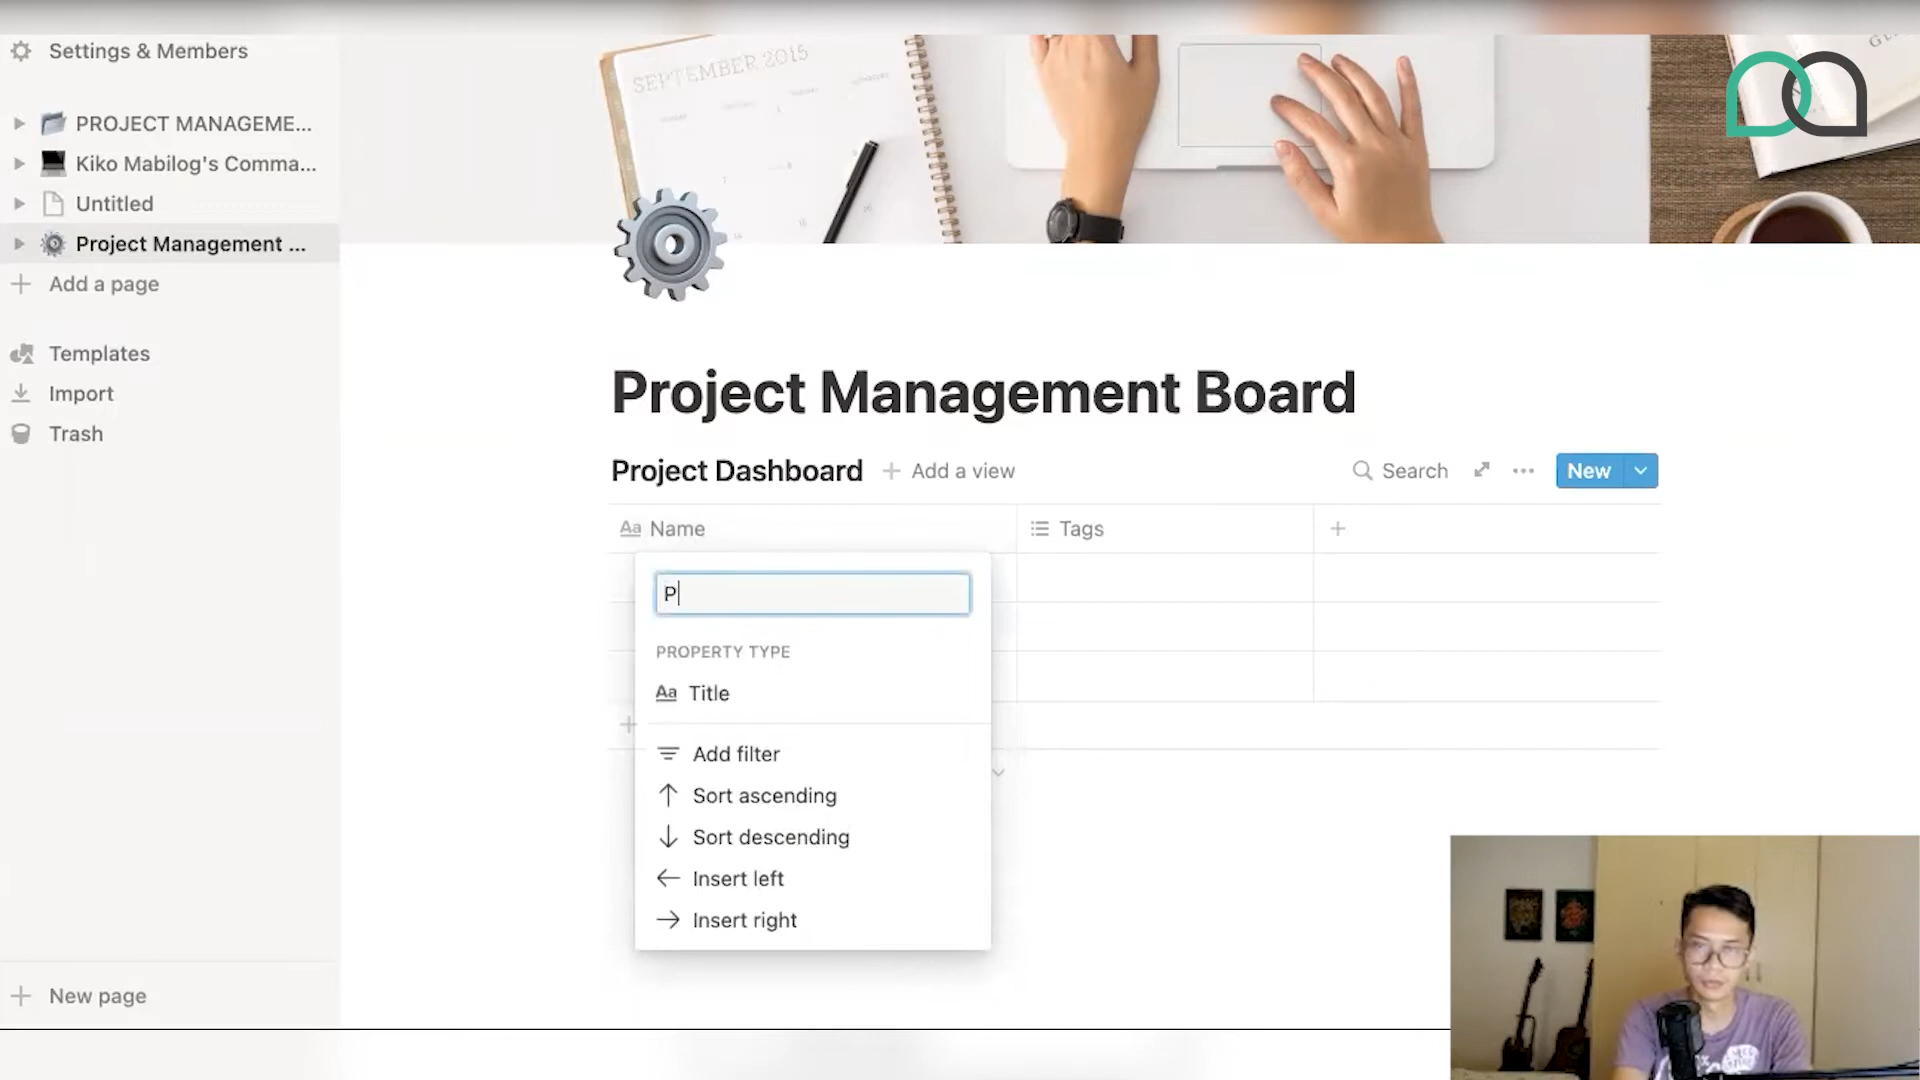 Settings & Members
PROJECT MANAGEME...
Kiko Mabilog's Comma...
Untitled
Project Management ...
Add a page
Templates
Import
Trash
New page
SEPTEMBER 2015
Project Management Board
Project Dashboard
Add a view
Search
New
Aa Name
Tags
P
PROPERTY TYPE
Aa Title
Add filter
Sort ascending
Sort descending
Insert left
Insert right